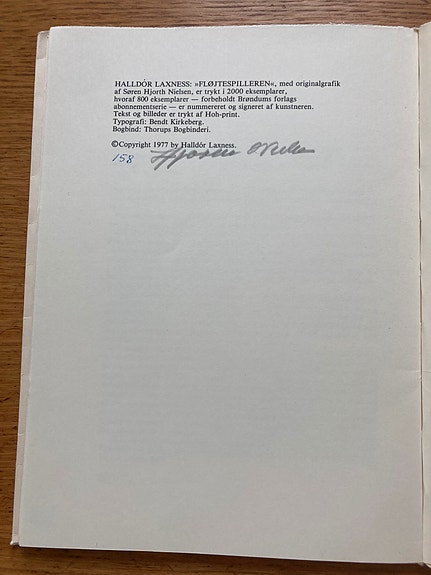 HALLDÓR LAXNESS: »FLØJTESPILLEREN«, med originalgrafik
af Søren Hjorth Nielsen, er trykt i 2000 eksemplarer,
hvoraf 800 eksemplarer — forbeholdt Brøndums forlags
abonnementserie — er nummereret og signeret af kunstneren.
Tekst og billeder er trykt af Hoh-print.
Typografi: Bendt Kirkeberg.
Bogbind: Thorups Bogbinderi.
©Copyright 1977 by Halldór Laxness.
158 Hjorth Nielsen